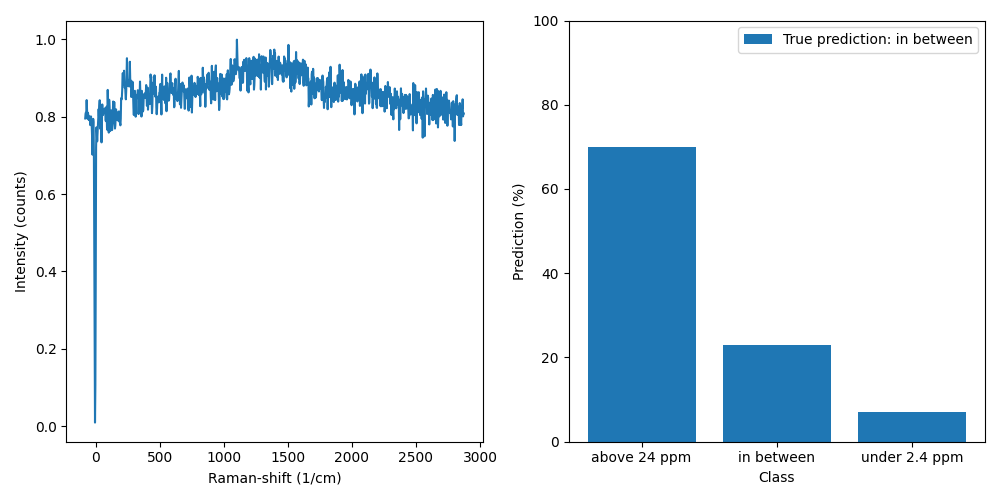 1.0
0.8
0.6
0.4
0.2
0.0
Intensity (counts)
0 500 1000 1500 2000 2500 3000
Raman-shift (1/cm)
100
80
60
40
20
0
Prediction (%)
True prediction: in between
above 24 ppm in between under 2.4 ppm
Class